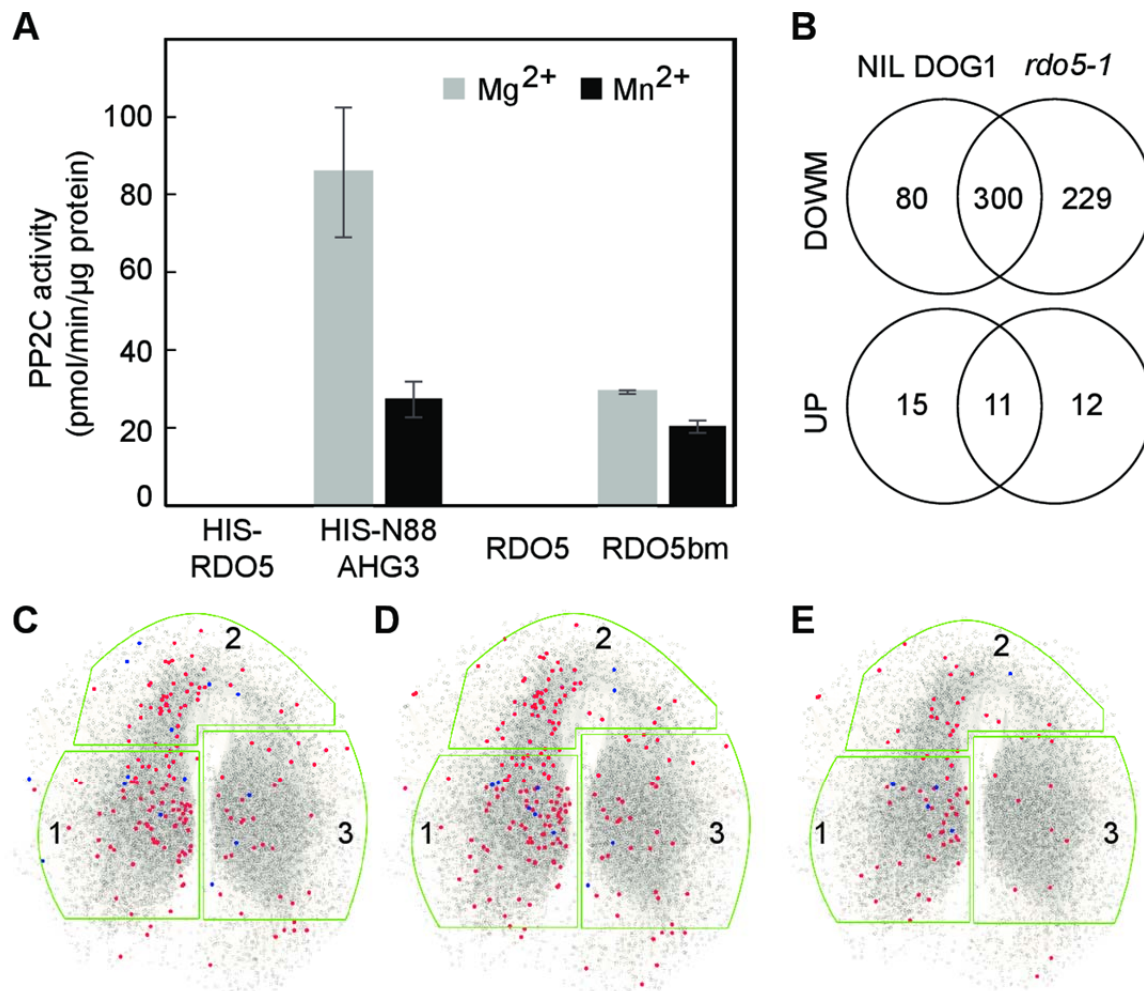 A
PP2C activity
(pmol/min/µg protein)
100
80
60
40
20
0
Mg2+ Mn2+
HIS-
RDO5
HIS-N88
AHG3
RDO5
RDO5bm
B
NIL DOG1 rdo5-1
DOWM
80 300 229
UP
15 11 12
C
2
1
3
D
2
1
3
E
2
1
3